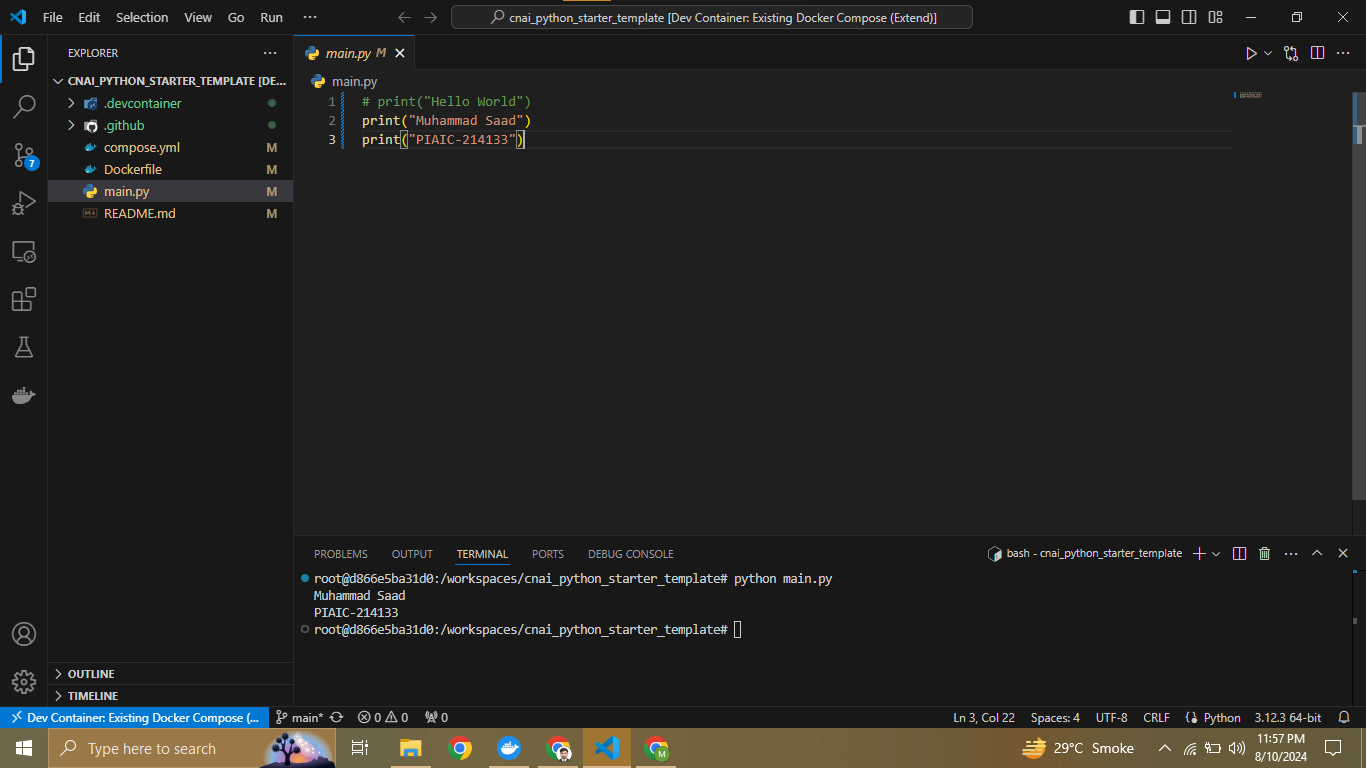 File Edit Selection View Go Run ···
cnai_python_starter_template [Dev Container: Existing Docker Compose (Extend)]
EXPLORER
CNAI_PYTHON_STARTER_TEMPLATE [DE...
.devcontainer
.github
compose.yml M
Dockerfile M
main.py M
README.md M
7
OUTLINE
TIMELINE
main.py M
main.py
1 # print("Hello World")
2 print("Muhammad Saad")
3 print("PIAIC-214133")
PROBLEMS OUTPUT TERMINAL PORTS DEBUG CONSOLE
bash - cnai_python_starter_template
root@d866e5ba31d0:/workspaces/cnai_python_starter_template# python main.py
Muhammad Saad
PIAIC-214133
root@d866e5ba31d0:/workspaces/cnai_python_starter_template#
Dev Container: Existing Docker Compose (... main* 0 0 0 Ln 3, Col 22 Spaces: 4 UTF-8 CRLF Python 3.12.3 64-bit
Type here to search
M
29°C Smoke
11:57 PM
8/10/2024